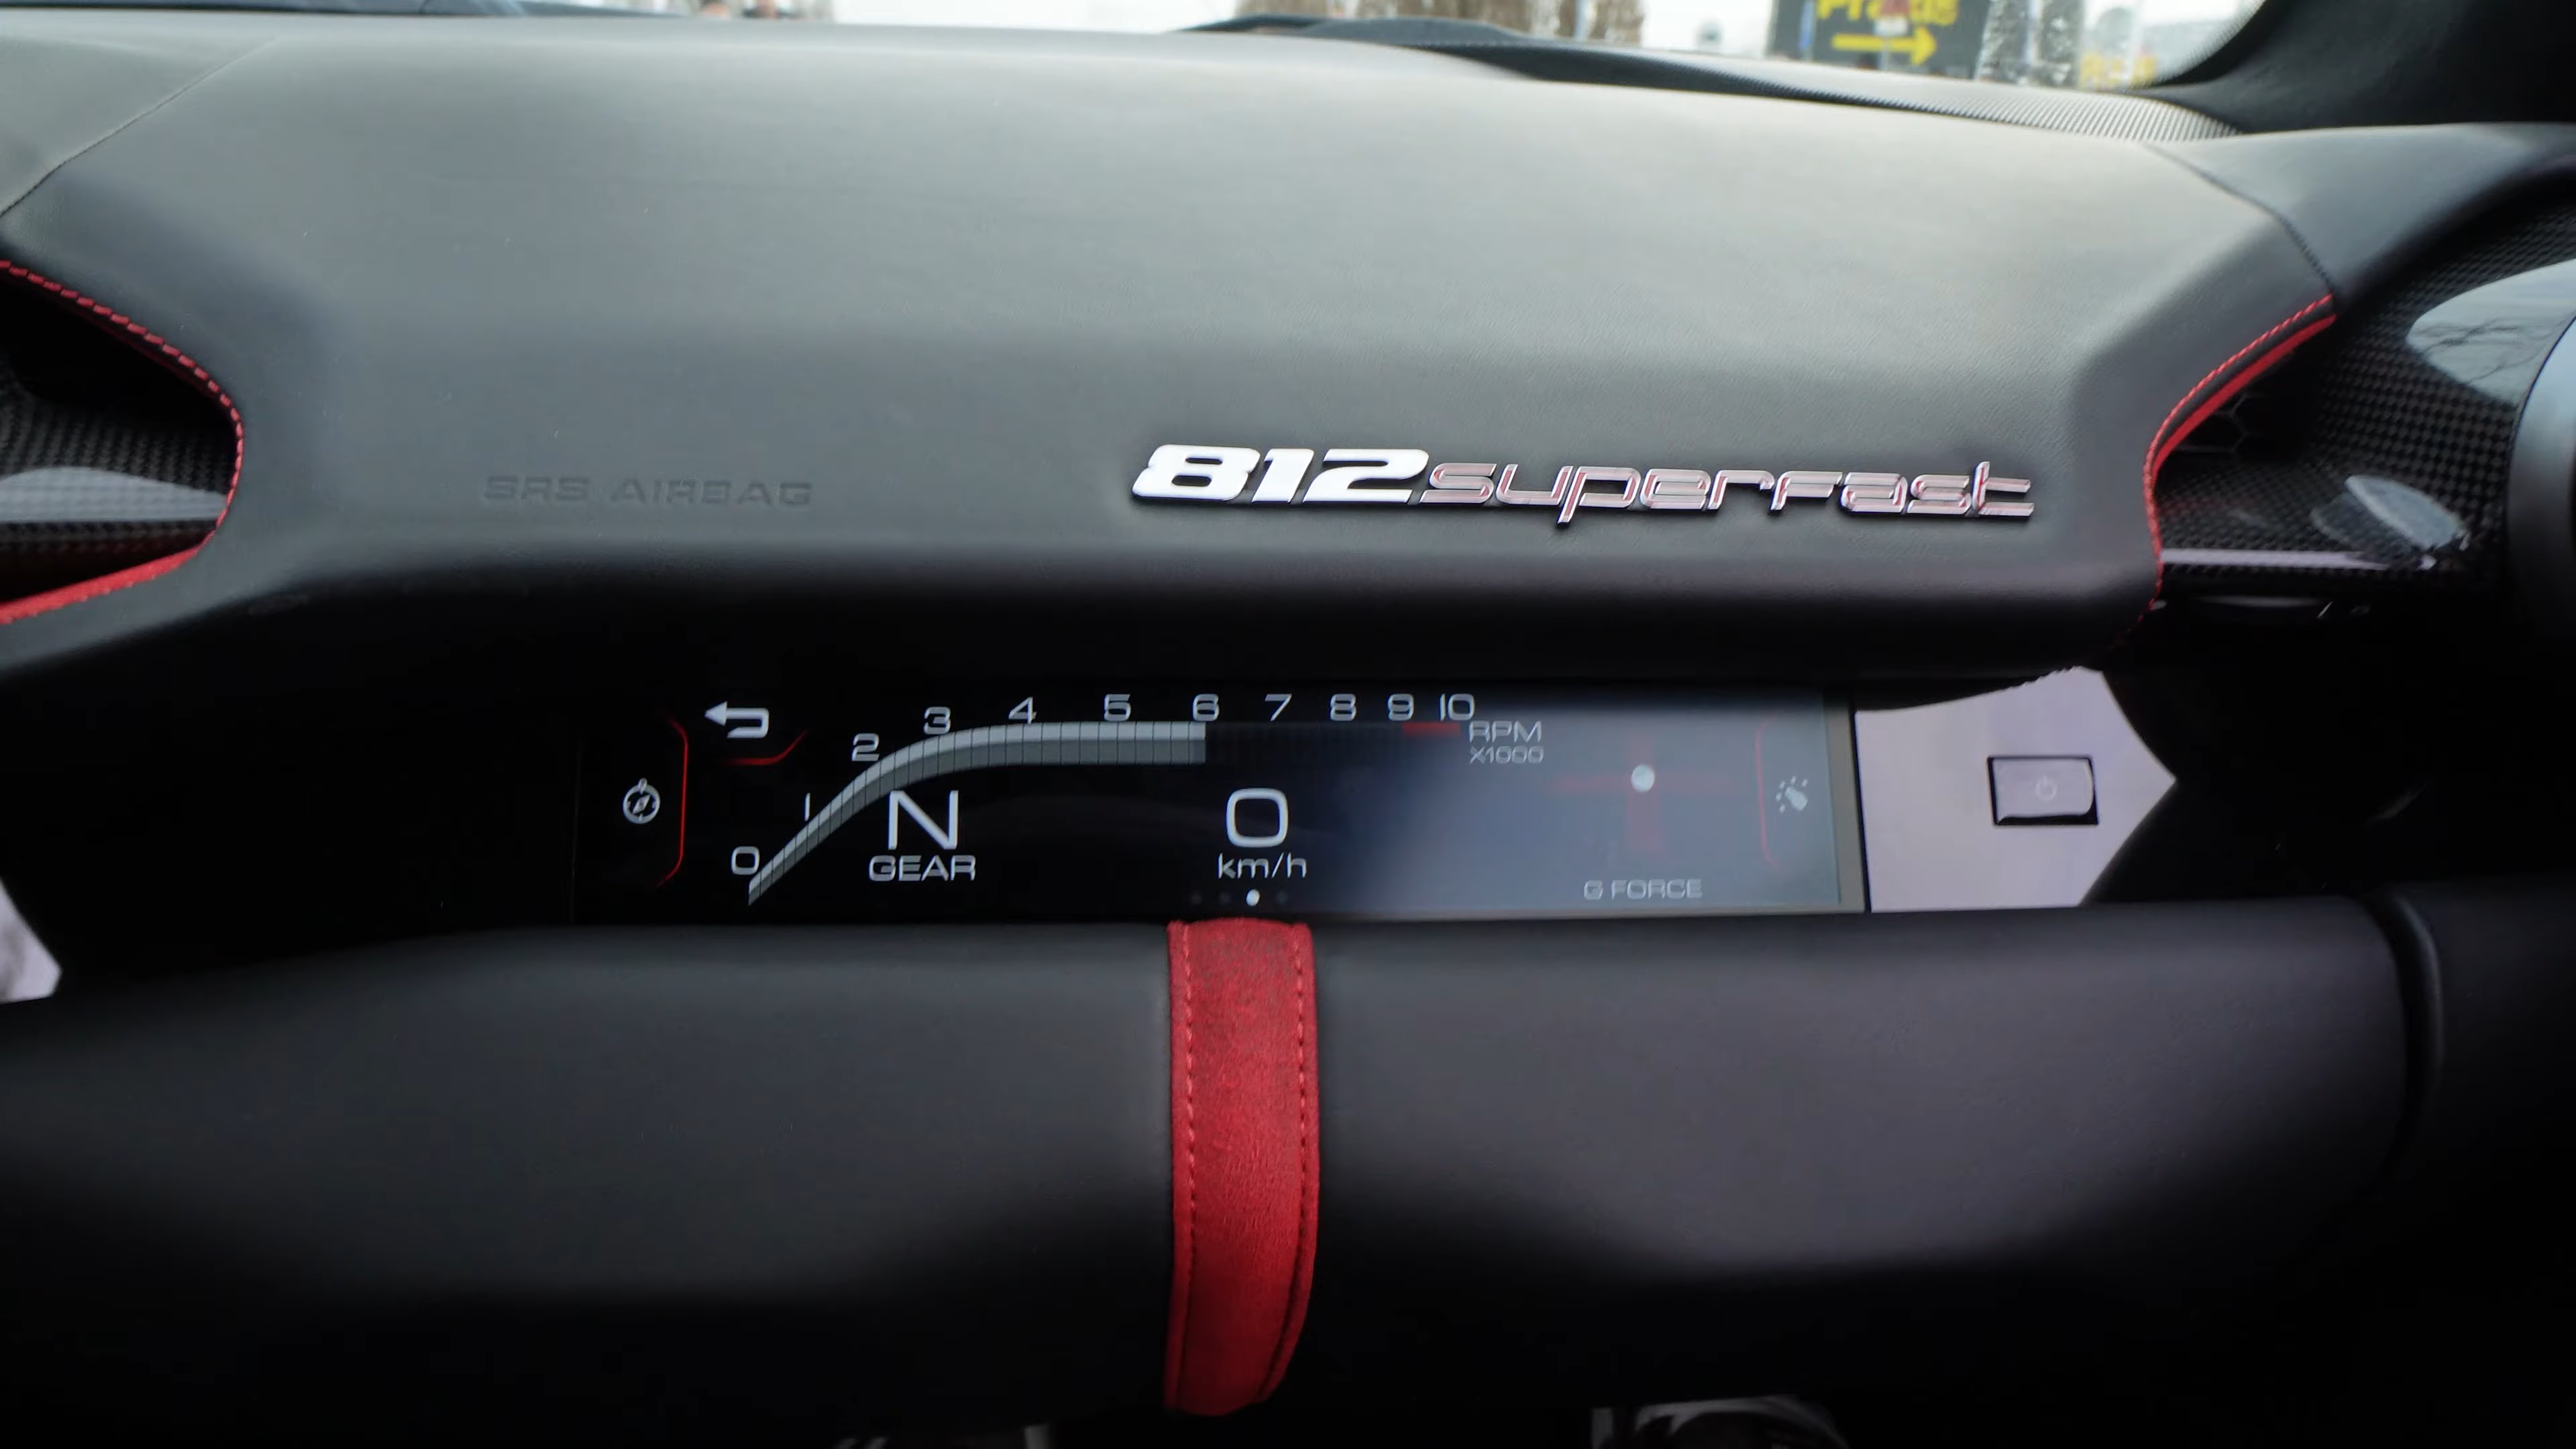 Praxis
SRS AIRBAG
812superfast
0 1 2 3 4 5 6 7 8 9 10
RPM
X1000
N
GEAR
0
km/h
G FORCE